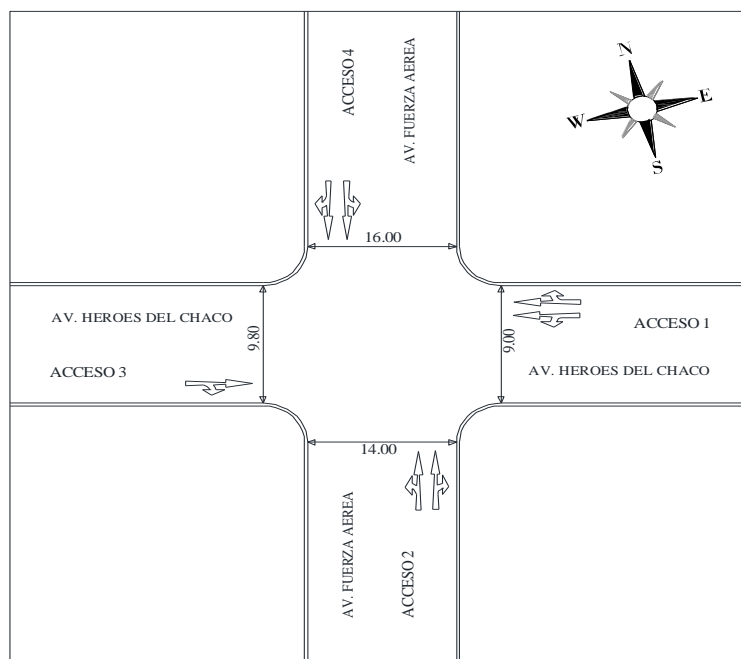 ACCESO 4
AV. FUERZA AEREA
N
E
W
S
16.00
AV. HEROES DEL CHACO
9.80
9.00
ACCESO 1
ACCESO 3
AV. HEROES DEL CHACO
14.00
AV. FUERZA AEREA
ACCESO 2